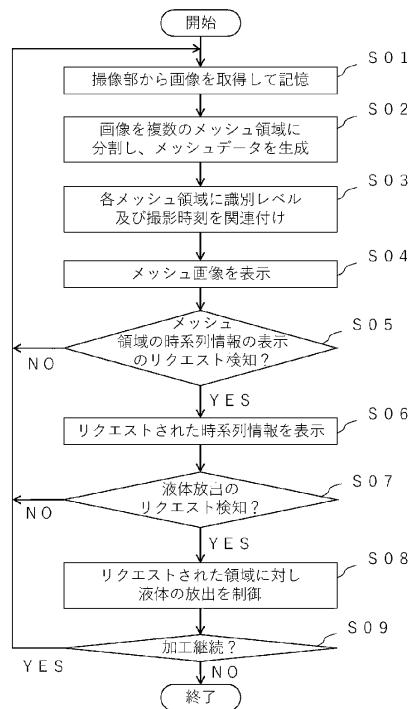 開始
S01
撮像部から画像を取得して記憶
S02
画像を複数のメッシュ領域に
分割し、メッシュデータを生成
S03
各メッシュ領域に識別レベル
及び撮影時刻を関連付け
S04
メッシュ画像を表示
S05
メッシュ
領域の時系列情報の表示
のリクエスト検知？
NO
YES
S06
リクエストされた時系列情報を表示
S07
液体放出の
リクエスト検知？
NO
YES
S08
リクエストされた領域に対し
液体の放出を制御
S09
加工継続？
YES
NO
終了